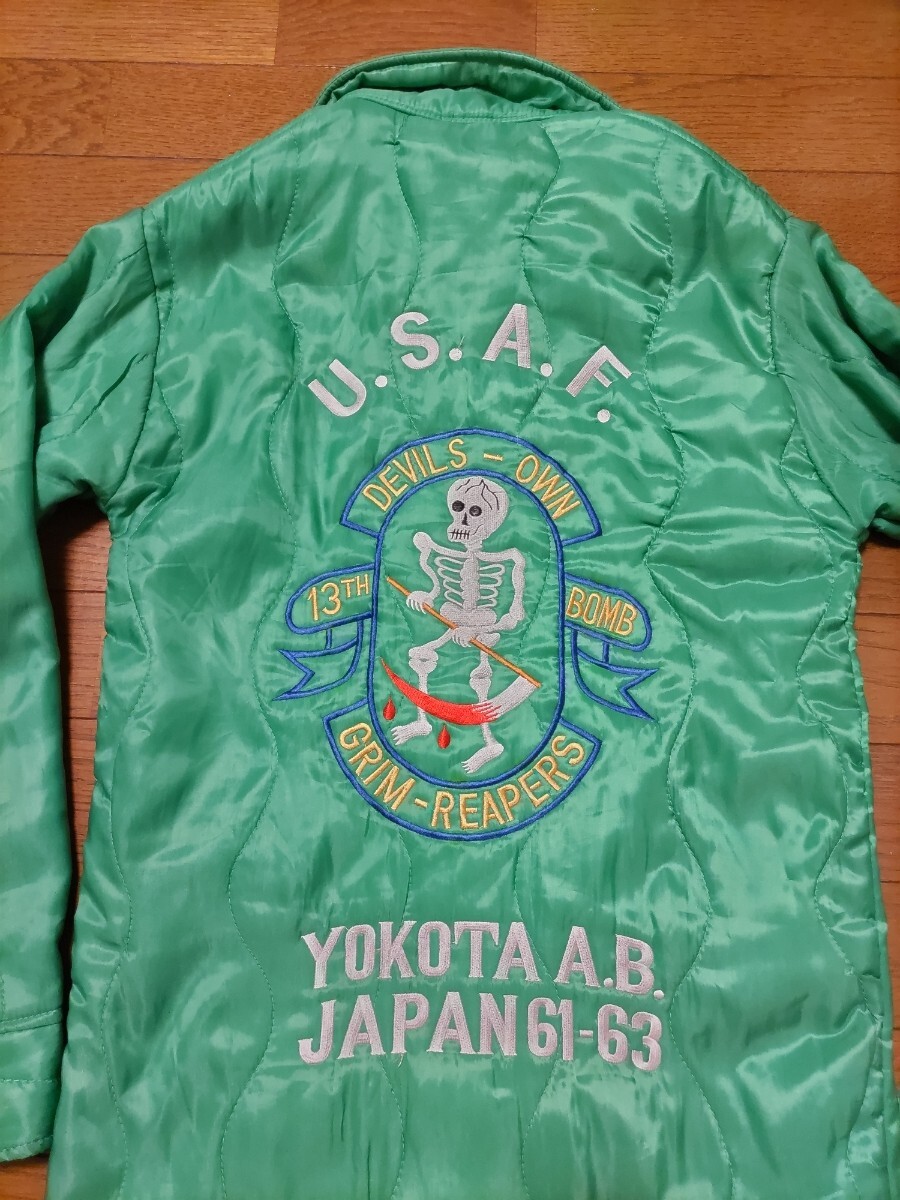 U.S.A.F.
DEVILS - OWN
13TH BOMB
GRIM - REAPERS
YOKOTA A.B.
JAPAN 61-63